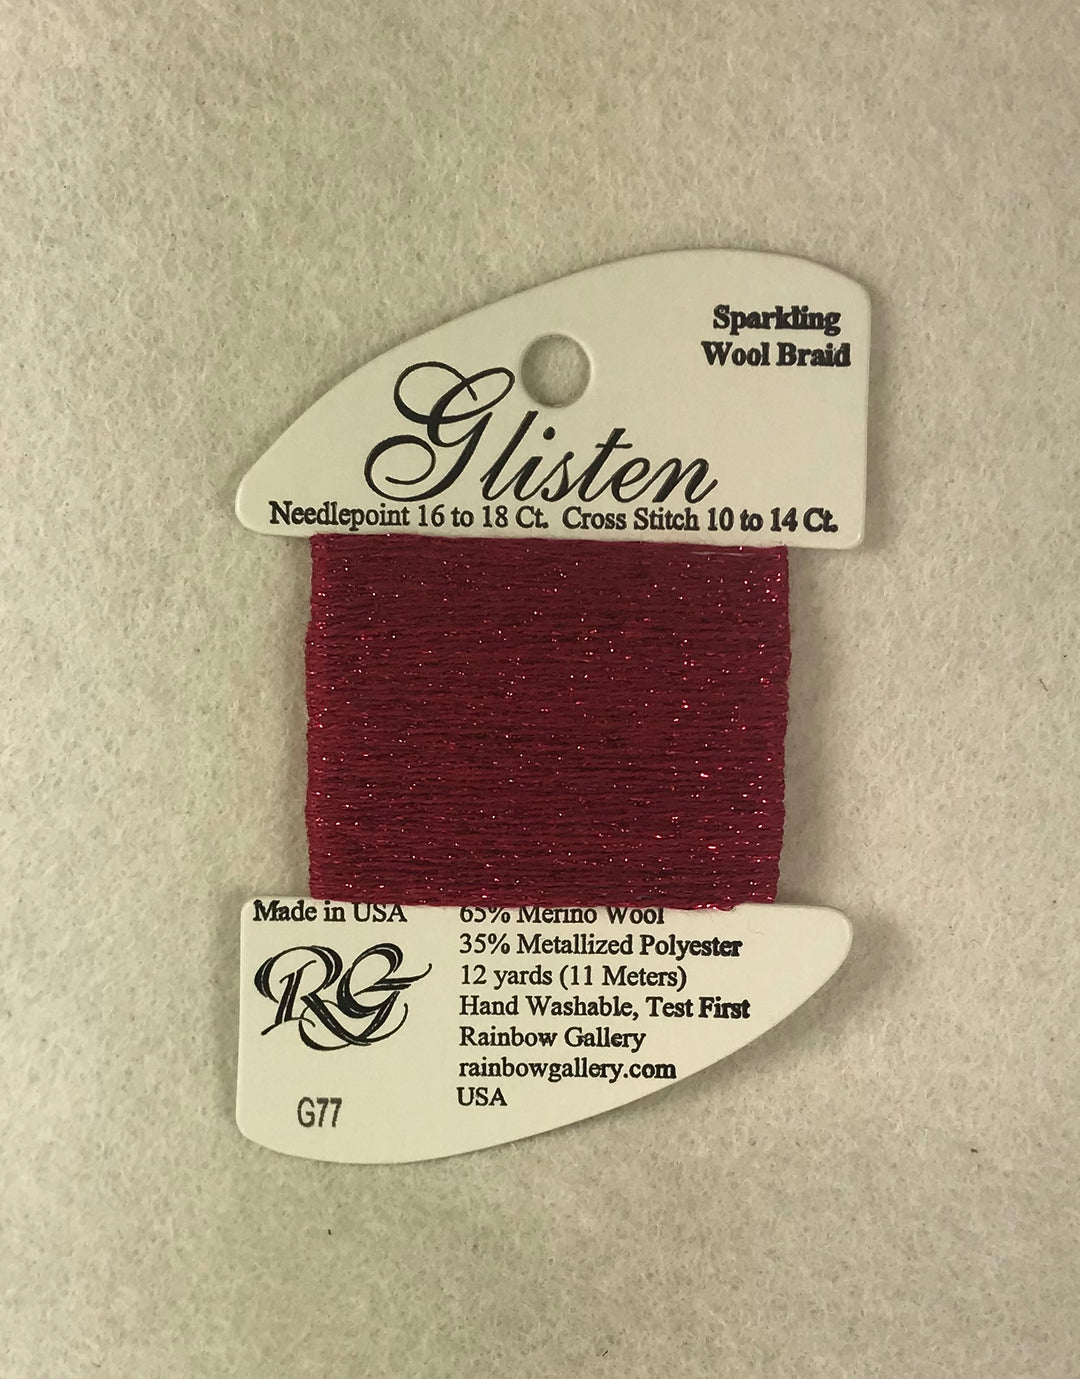 Sparkling
Wool Braid
Glisten
Needlepoint 16 to 18 Ct. Cross Stitch 10 to 14 Ct.
Made in USA
RG
G77
65% Merino Wool
35% Metallized Polyester
12 yards (11 Meters)
Hand Washable, Test First
Rainbow Gallery
rainbowgallery.com
USA